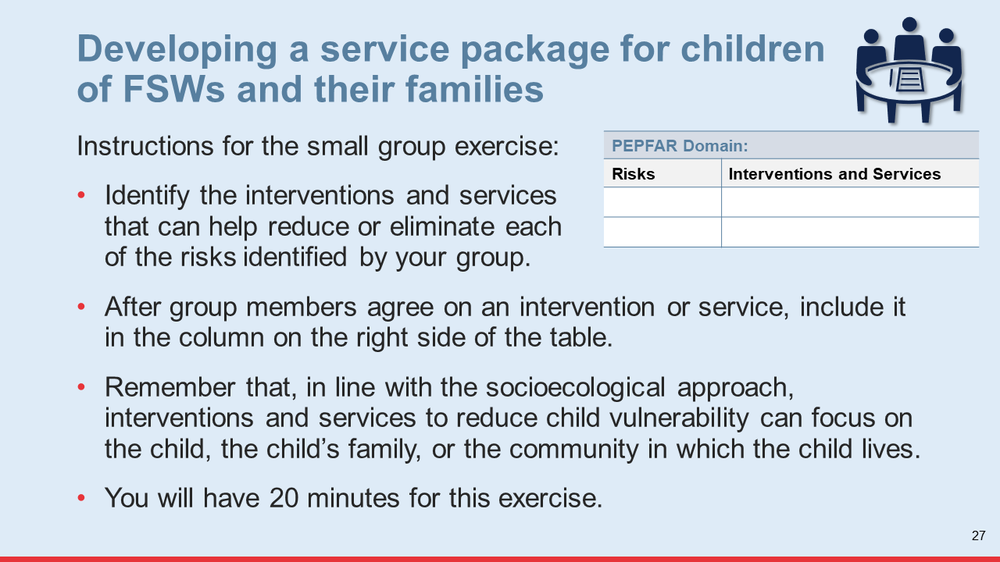 Developing a service package for children
of FSWs and their families
Instructions for the small group exercise:
• Identify the interventions and services
that can help reduce or eliminate each
of the risks identified by your group.
PEPFAR Domain:
Risks
Interventions and Services
• After group members agree on an intervention or service, include it
in the column on the right side of the table.
• Remember that, in line with the socioecological approach,
interventions and services to reduce child vulnerability can focus on
the child, the child’s family, or the community in which the child lives.
• You will have 20 minutes for this exercise.
27